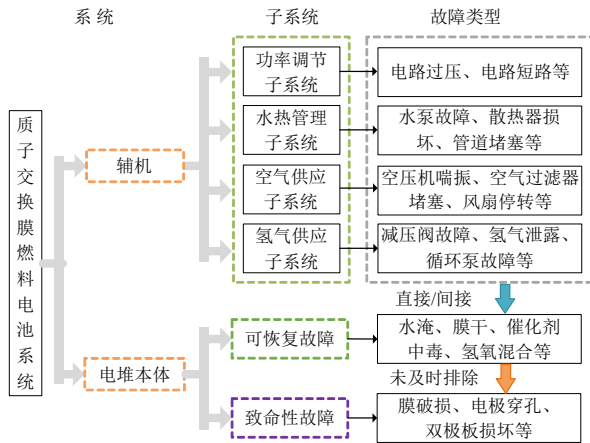 系 统
子系统
故障类型
质子交换膜燃料电池系统
辅机
功率调节
子系统
电路过压、电路短路等
水热管理
子系统
水泵故障、散热器损
坏、管道堵塞等
空气供应
子系统
空压机喘振、空气过滤器
堵塞、风扇停转等
氢气供应
子系统
减压阀故障、氢气泄露、
循环泵故障等
直接/间接
电堆本体
可恢复故障
水淹、膜干、催化剂
中毒、氢氧混合等
未及时排除
致命性故障
膜破损、电极穿孔、
双极板损坏等